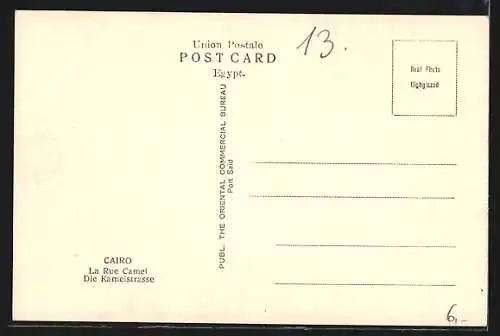 Union Postale
POST CARD
Egypt.
13.
Real Photo
Highglazed
PUBL. THE ORIENTAL COMMERCIAL BUREAU
Port Said
CAIRO
La Rue Camel
Die Kamelstrasse
6,-